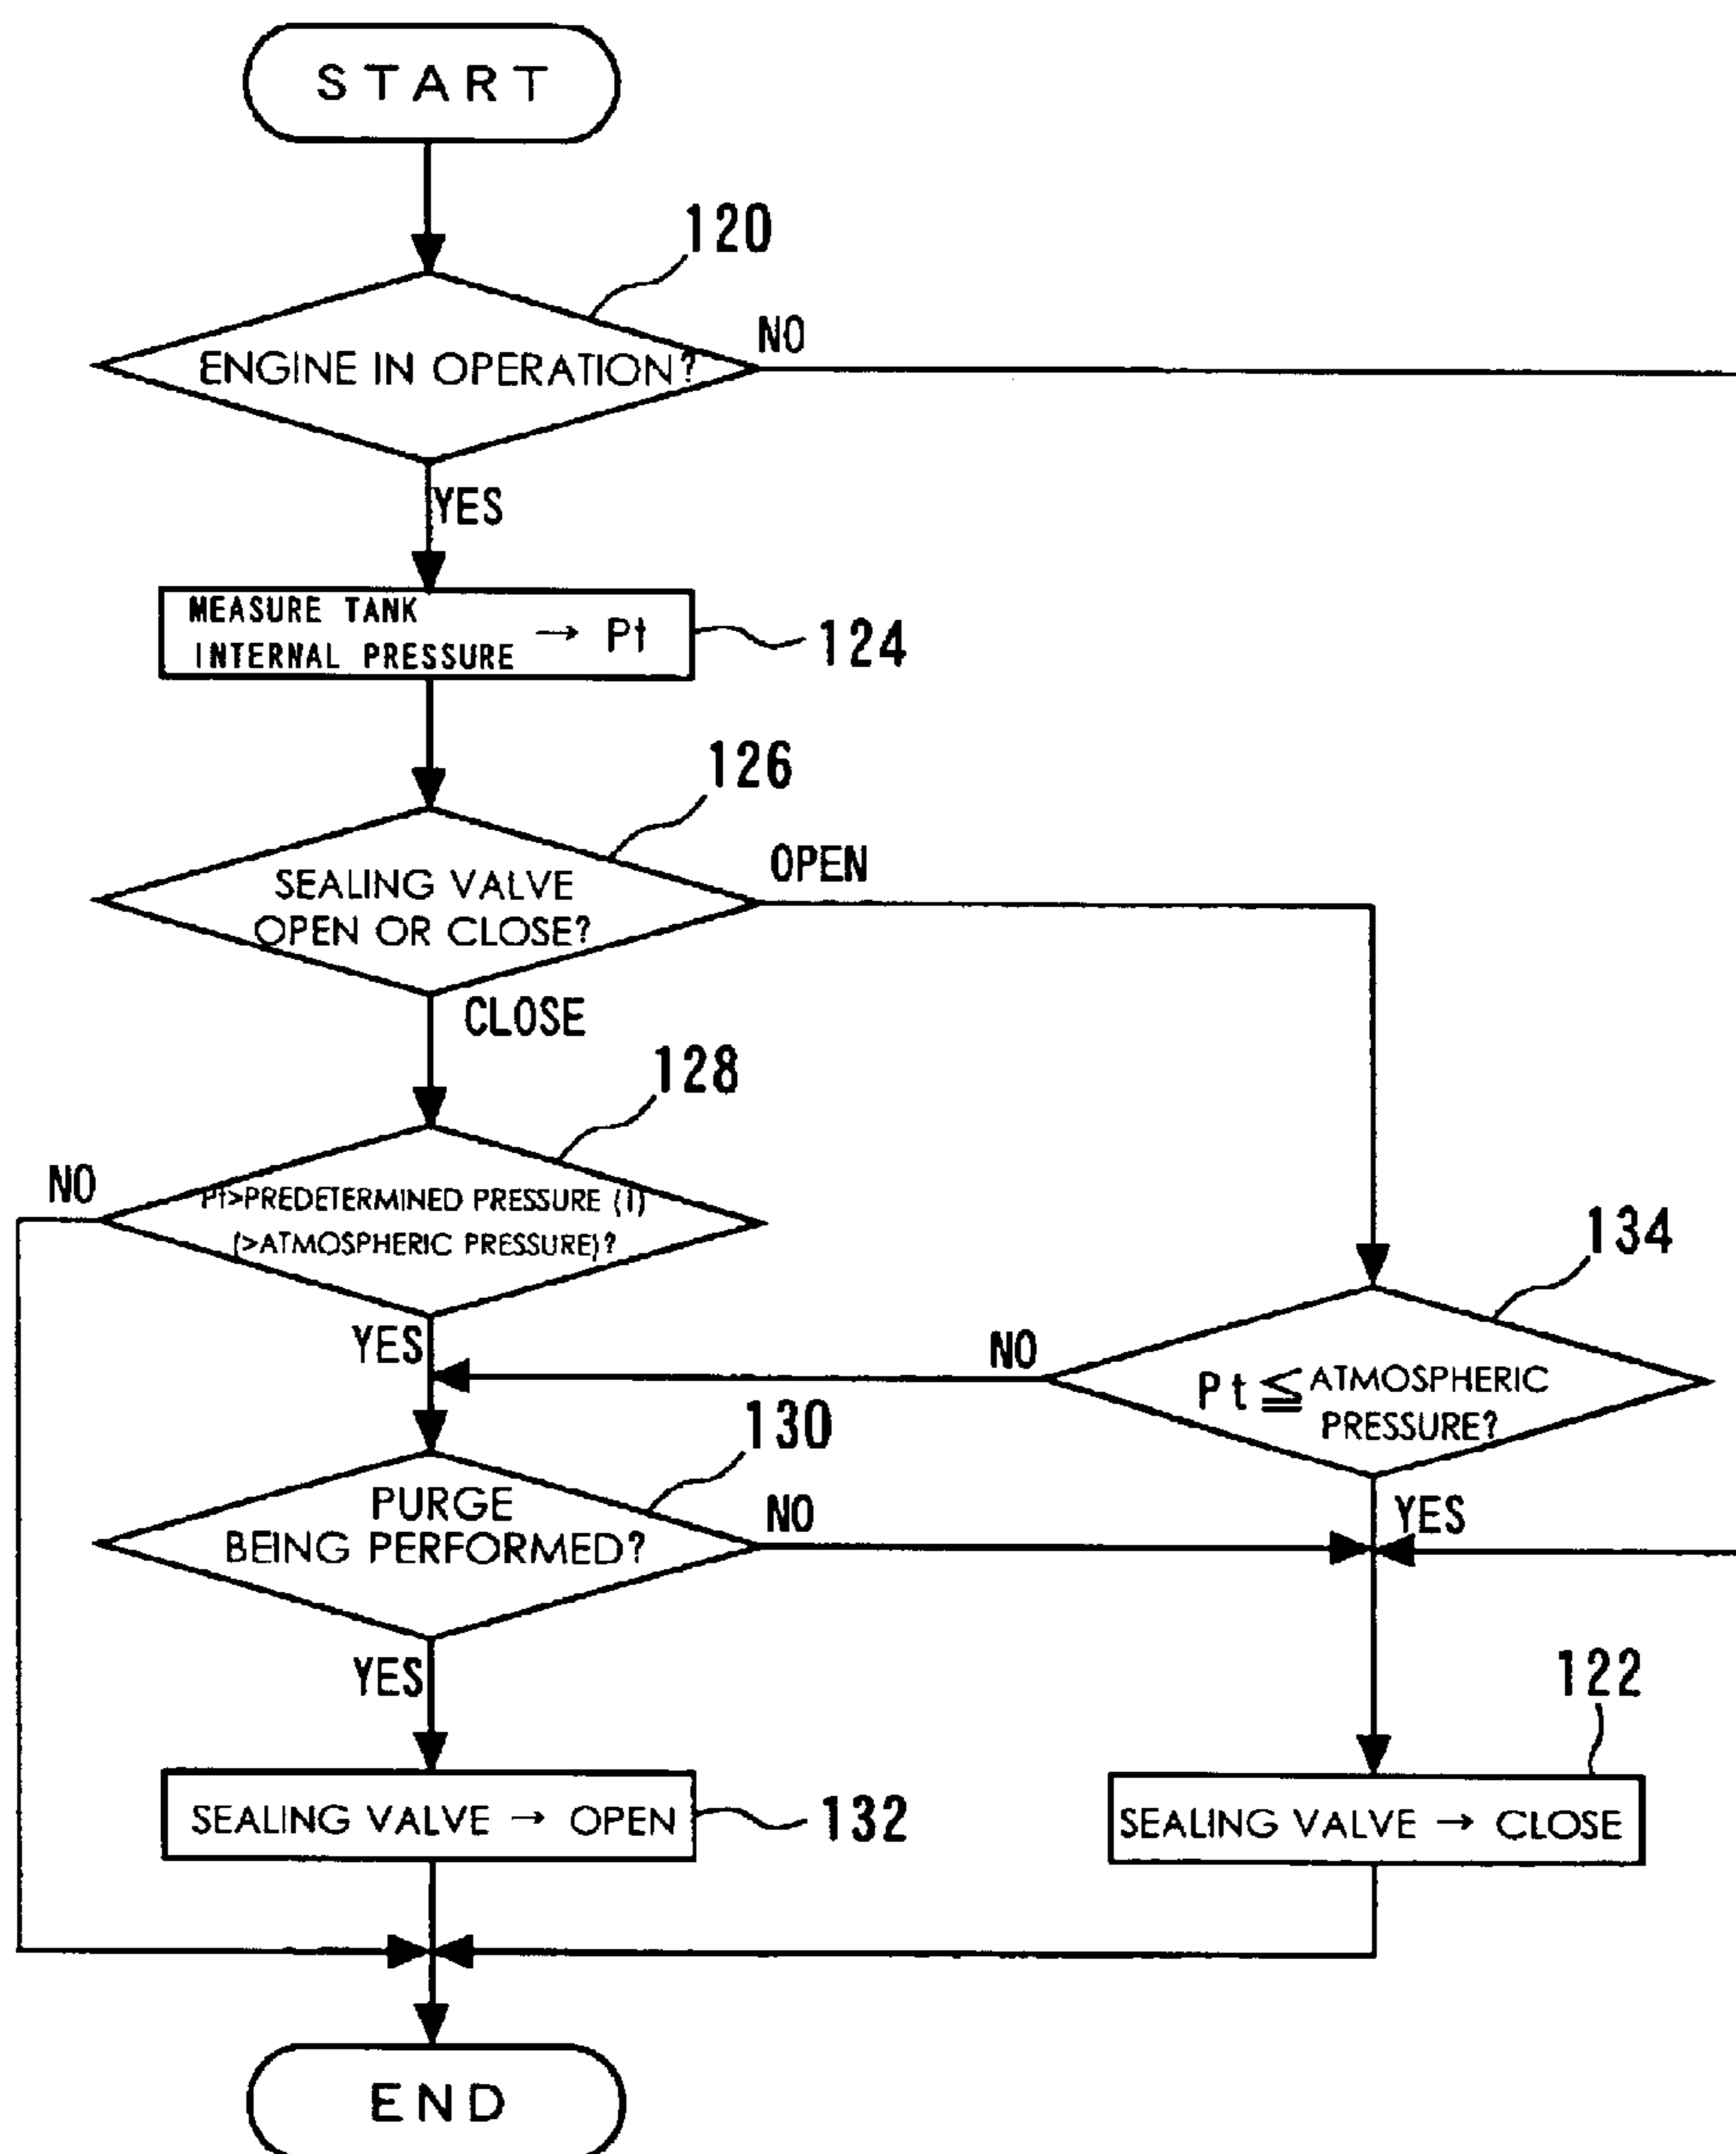 START
120
ENGINE IN OPERATION?
NO
YES
MEASURE TANK
INTERNAL PRESSURE → Pt
124
126
SEALING VALVE
OPEN OR CLOSE?
OPEN
CLOSE
128
NO
Pt>PREDETERMINED PRESSURE (1)
(>ATMOSPHERIC PRESSURE)?
YES
134
NO
Pt ≦ ATMOSPHERIC
PRESSURE?
YES
130
PURGE
BEING PERFORMED?
NO
YES
122
SEALING VALVE → OPEN
132
SEALING VALVE → CLOSE
END